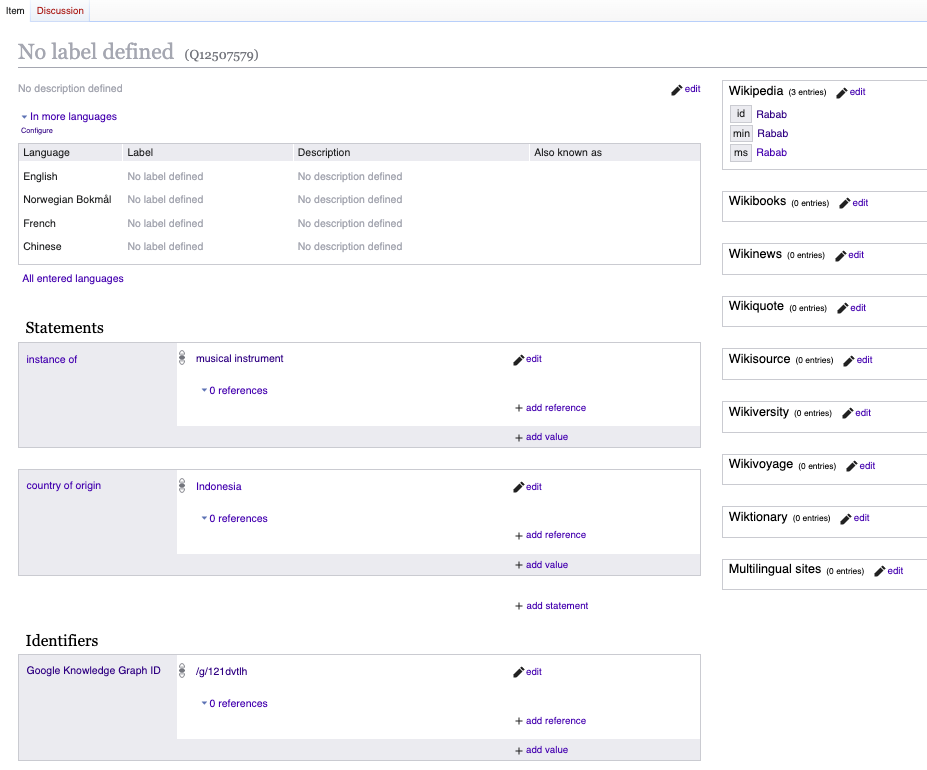 Item Discussion
No label defined (Q12507579)
No description defined edit
In more languages
Configure
Language Label Description Also known as
English No label defined No description defined
Norwegian Bokmål No label defined No description defined
French No label defined No description defined
Chinese No label defined No description defined
All entered languages
Statements
instance of musical instrument edit
0 references
+ add reference
+ add value
country of origin Indonesia edit
0 references
+ add reference
+ add value
+ add statement
Identifiers
Google Knowledge Graph ID /g/121dvtlh edit
0 references
+ add reference
+ add value
Wikipedia (3 entries) edit
id Rabab
min Rabab
ms Rabab
Wikibooks (0 entries) edit
Wikinews (0 entries) edit
Wikiquote (0 entries) edit
Wikisource (0 entries) edit
Wikiversity (0 entries) edit
Wikivoyage (0 entries) edit
Wiktionary (0 entries) edit
Multilingual sites (0 entries) edit